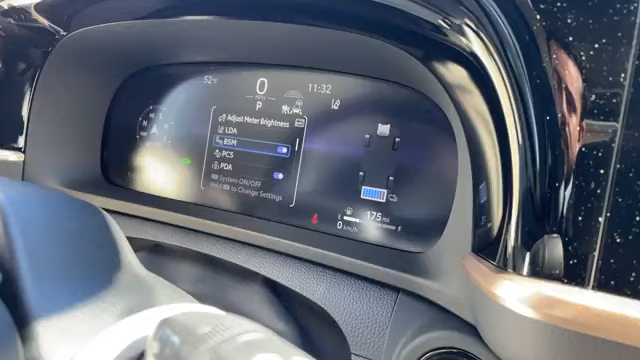 52°F
0
MPH
P
11:32
Adjust Meter Brightness
LDA
BSM
PCS
PDA
System ON/OFF
Hold to Change Settings
N
A
175 mi
E F
0 km/h